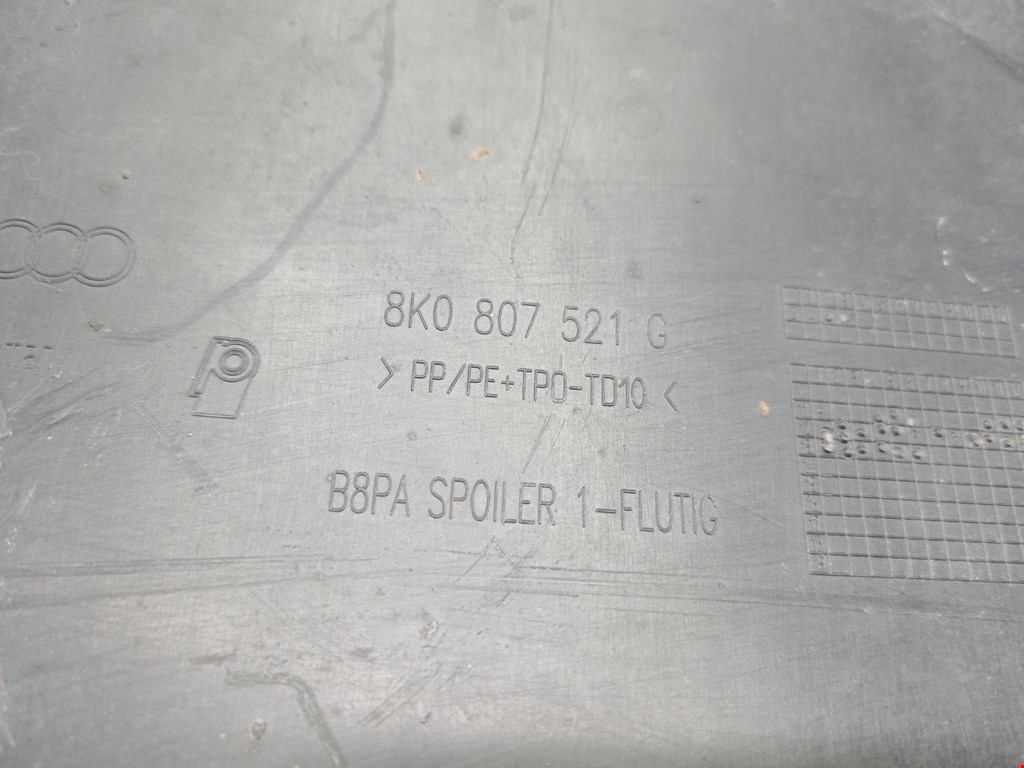 8K0 807 521 G
> PP/PE+TPO-TD10 <
B8PA SPOILER 1-FLUTIG